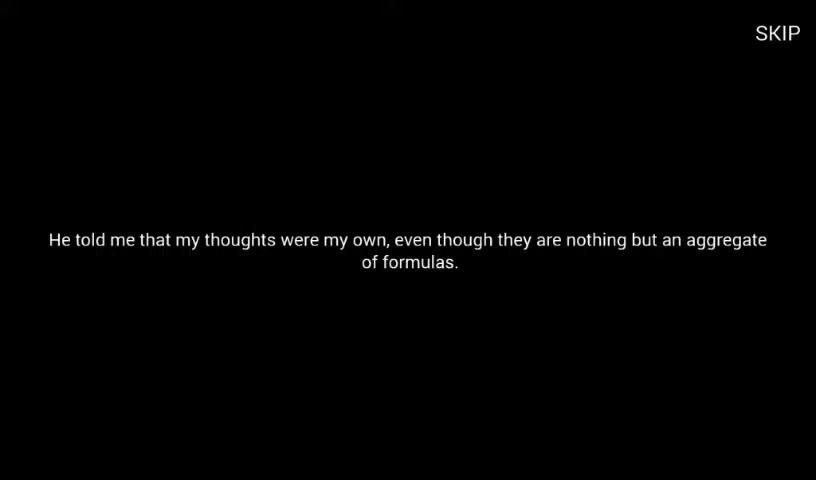 SKIP
He told me that my thoughts were my own, even though they are nothing but an aggregate
of formulas.